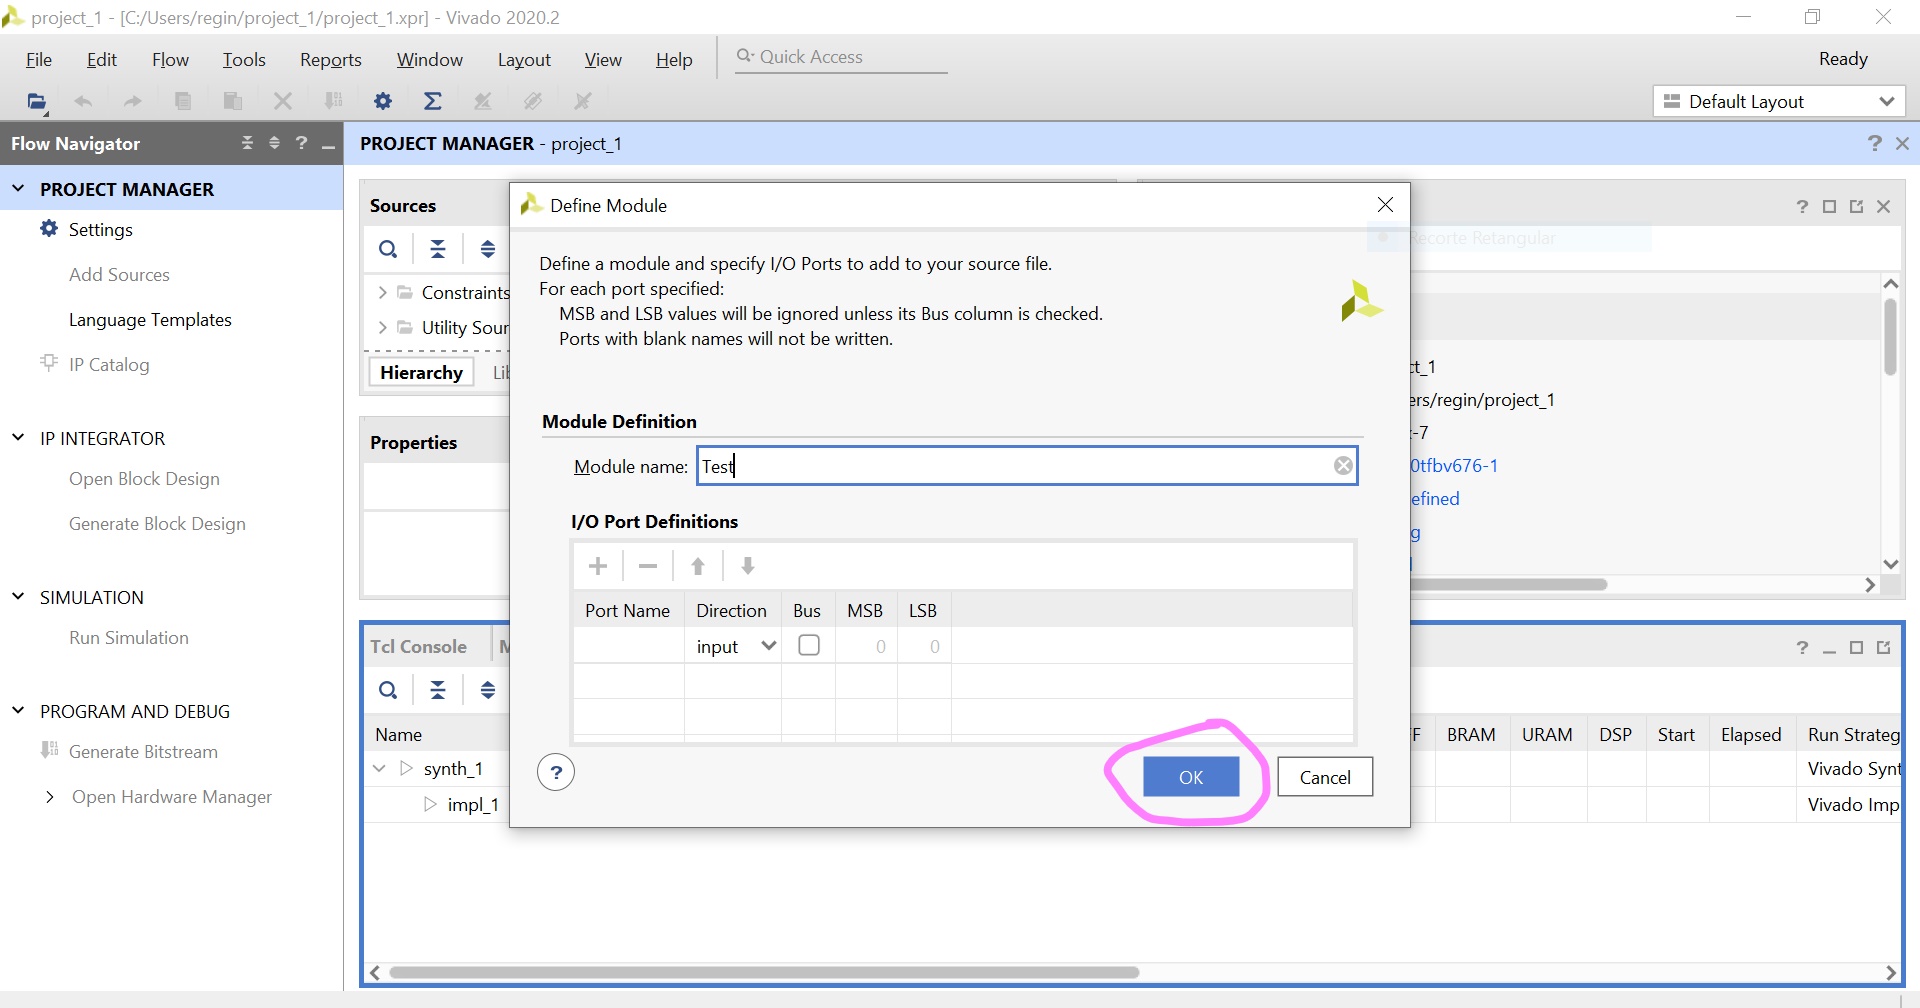 project_1 - [C:/Users/regin/project_1/project_1.xpr] - Vivado 2020.2
File Edit Flow Tools Reports Window Layout View Help Quick Access Ready
Default Layout
Flow Navigator ? PROJECT MANAGER - project_1 ?
PROJECT MANAGER
Settings
Add Sources
Language Templates
IP Catalog
IP INTEGRATOR
Open Block Design
Generate Block Design
SIMULATION
Run Simulation
PROGRAM AND DEBUG
Generate Bitstream
Open Hardware Manager
Sources
Constraints
Utility Sour
Hierarchy Lib
Properties
Define Module
Define a module and specify I/O Ports to add to your source file.
For each port specified:
MSB and LSB values will be ignored unless its Bus column is checked.
Ports with blank names will not be written.
Module Definition
Module name: Test
I/O Port Definitions
Port Name Direction Bus MSB LSB
input 0 0
? OK Cancel
?
Recorte Retangular
ct_1
ers/regin/project_1
-7
0tfbv676-1
efined
g
Tcl Console M ?
Name FF BRAM URAM DSP Start Elapsed Run Strateg
synth_1 Vivado Synt
impl_1 Vivado Imp